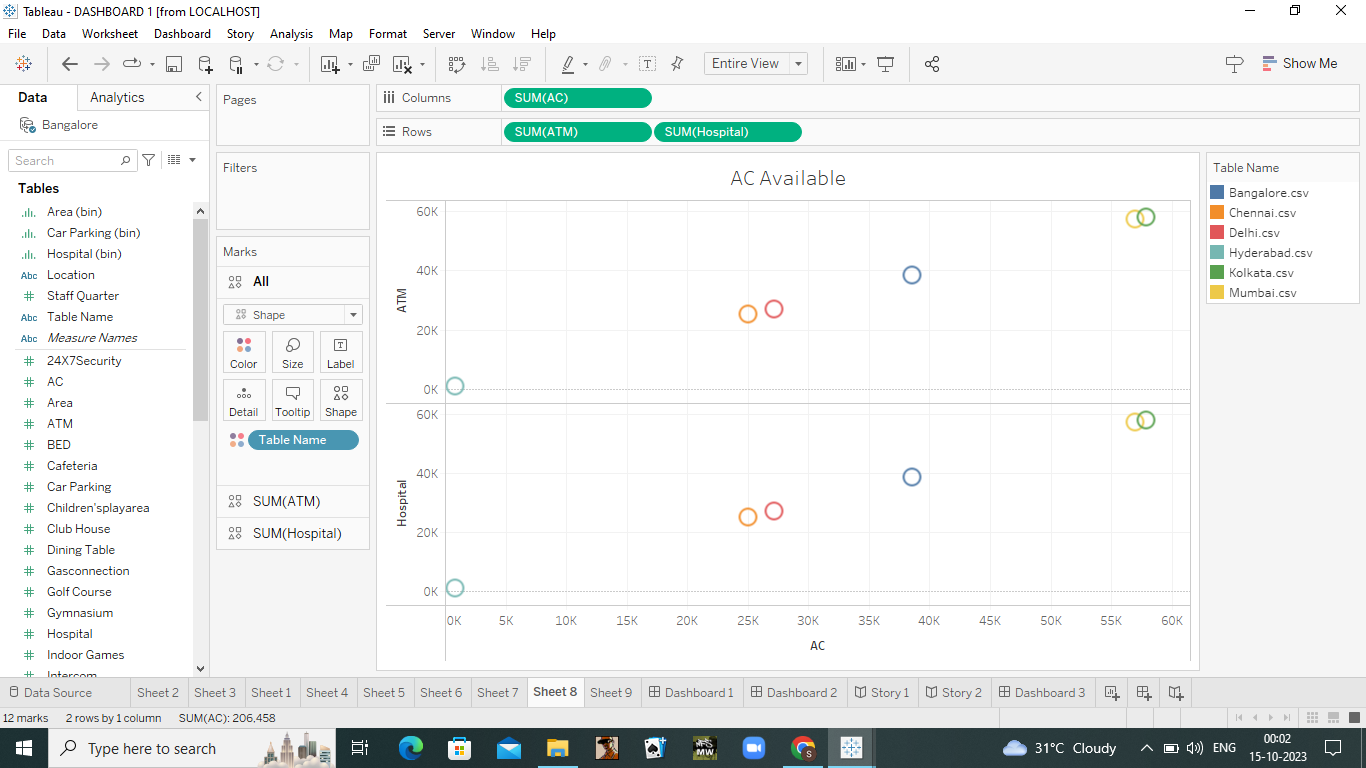 Tableau - DASHBOARD 1 [from LOCALHOST]
File Data Worksheet Dashboard Story Analysis Map Format Server Window Help
Entire View
Show Me
Data Analytics
Bangalore
Search
Tables
Area (bin)
Car Parking (bin)
Hospital (bin)
Abc Location
Staff Quarter
Abc Table Name
Abc Measure Names
24X7Security
AC
Area
ATM
BED
Cafeteria
Car Parking
Children'splayarea
Club House
Dining Table
Gasconnection
Golf Course
Gymnasium
Hospital
Indoor Games
Intercom
Pages
Filters
Marks
All
Shape
Color Size Label
Detail Tooltip Shape
Table Name
SUM(ATM)
SUM(Hospital)
Columns SUM(AC)
Rows SUM(ATM) SUM(Hospital)
AC Available
ATM
60K
40K
20K
0K
Hospital
60K
40K
20K
0K
0K 5K 10K 15K 20K 25K 30K 35K 40K 45K 50K 55K 60K
AC
Table Name
Bangalore.csv
Chennai.csv
Delhi.csv
Hyderabad.csv
Kolkata.csv
Mumbai.csv
Data Source Sheet 2 Sheet 3 Sheet 1 Sheet 4 Sheet 5 Sheet 6 Sheet 7 Sheet 8 Sheet 9 Dashboard 1 Dashboard 2 Story 1 Story 2 Dashboard 3
12 marks 2 rows by 1 column SUM(AC): 206,458
Type here to search
MW
S
31°C Cloudy
ENG
00:02
15-10-2023